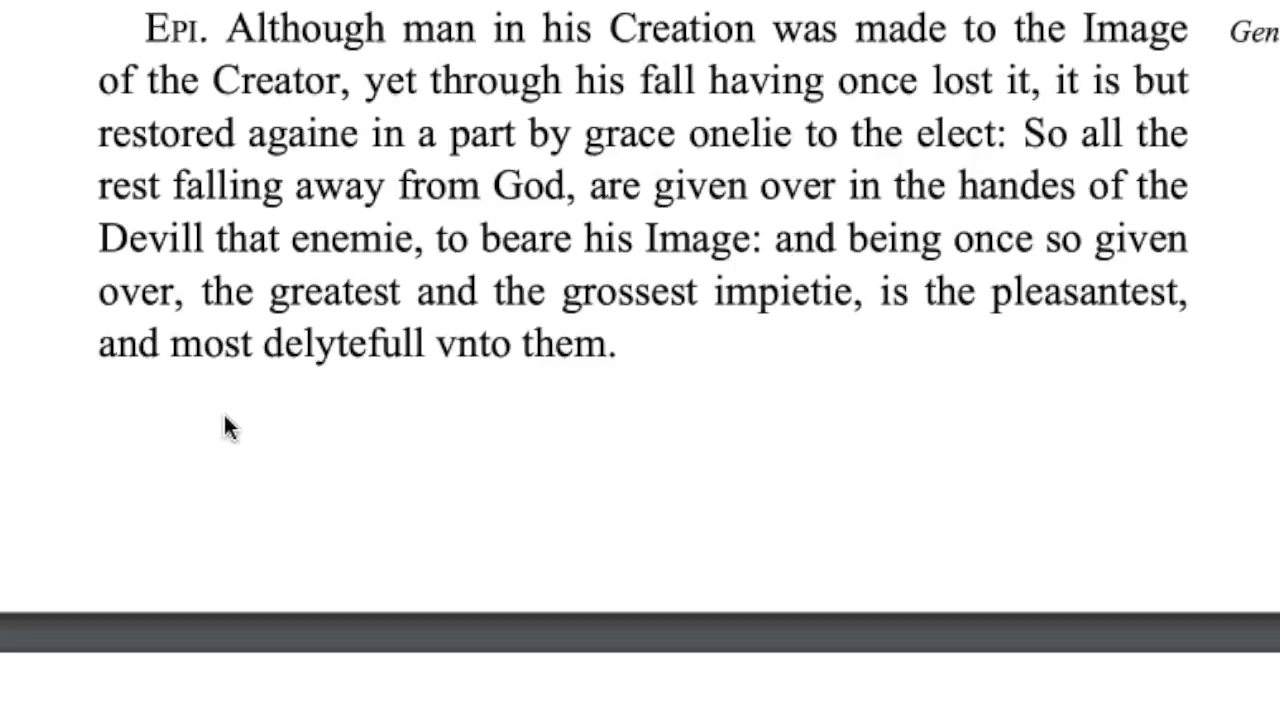 EPI. Although man in his Creation was made to the Image
Gen
of the Creator, yet through his fall having once lost it, it is but
restored againe in a part by grace onelie to the elect: So all the
rest falling away from God, are given over in the handes of the
Devill that enemie, to beare his Image: and being once so given
over, the greatest and the grossest impietie, is the pleasantest,
and most delytefull vnto them.